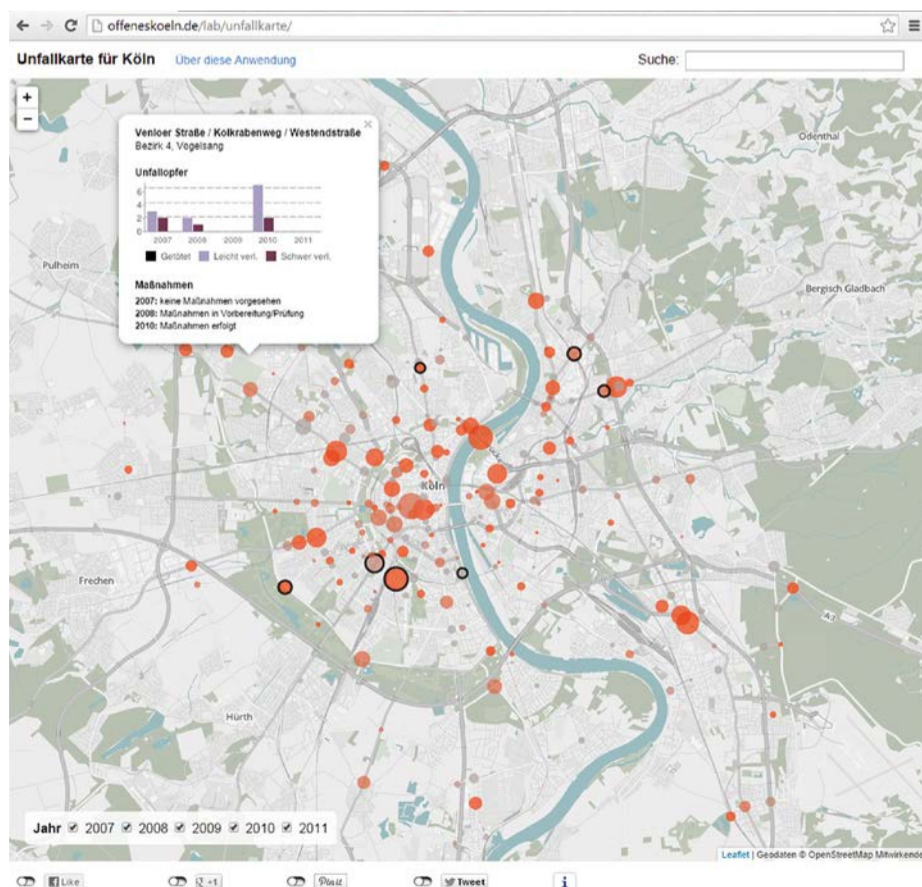 offeneskoeln.de/lab/unfallkarte/
Unfallkarte für Köln Über diese Anwendung Suche:
+
−
Venloer Straße / Kolkrabenweg / Westendstraße
Bezirk 4, Vogelsang
Unfallopfer
6
4
2
0
2007 2008 2009 2010 2011
Getötet Leicht verl. Schwer verl.
Maßnahmen
2007: keine Maßnahmen vorgesehen
2008: Maßnahmen in Vorbereitung/Prüfung
2010: Maßnahmen erfolgt
Odenthal
Pulheim
Bergisch Gladbach
Köln
Frechen
A3
Hürth
Jahr 2007 2008 2009 2010 2011
Leaflet | Geodaten © OpenStreetMap Mitwirkende
Like +1 Pinit Tweet i